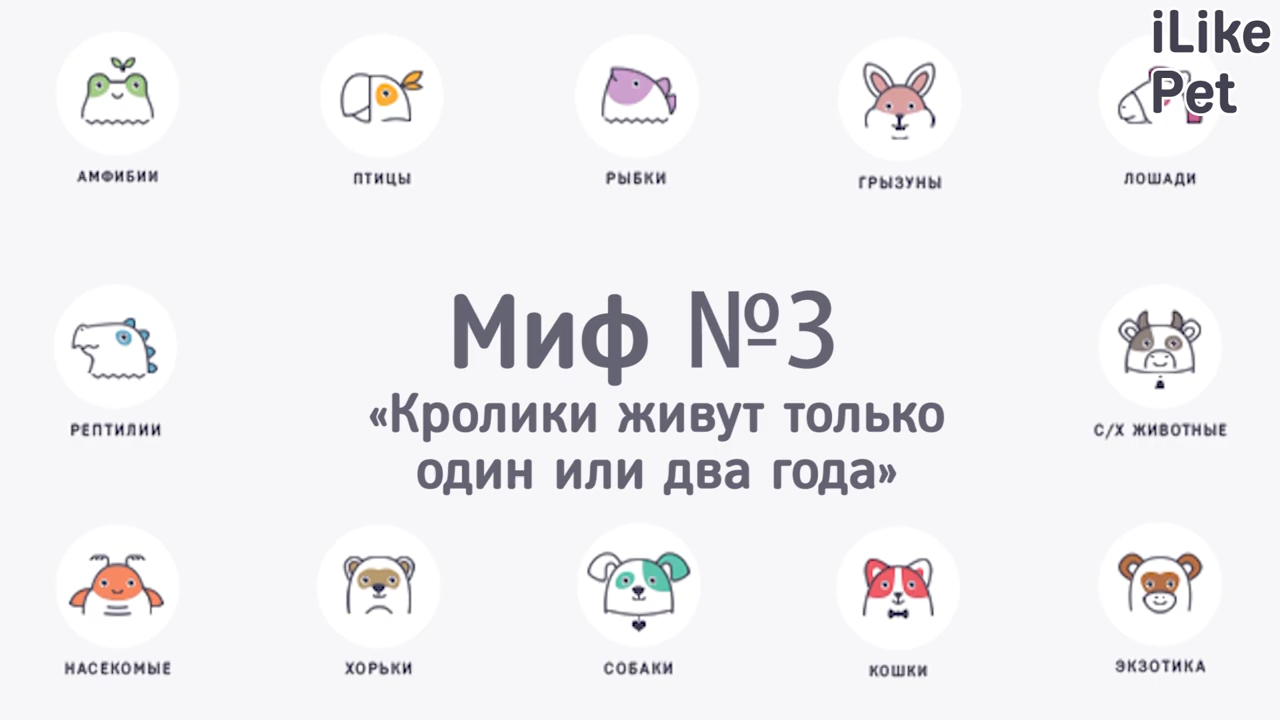 iLike
Pet
АМФИБИИ
ПТИЦЫ
РЫБКИ
ГРЫЗУНЫ
ЛОШАДИ
Миф №3
«Кролики живут только
один или два года»
РЕПТИЛИИ
С/Х ЖИВОТНЫЕ
НАСЕКОМЫЕ
ХОРЬКИ
СОБАКИ
КОШКИ
ЭКЗОТИКА